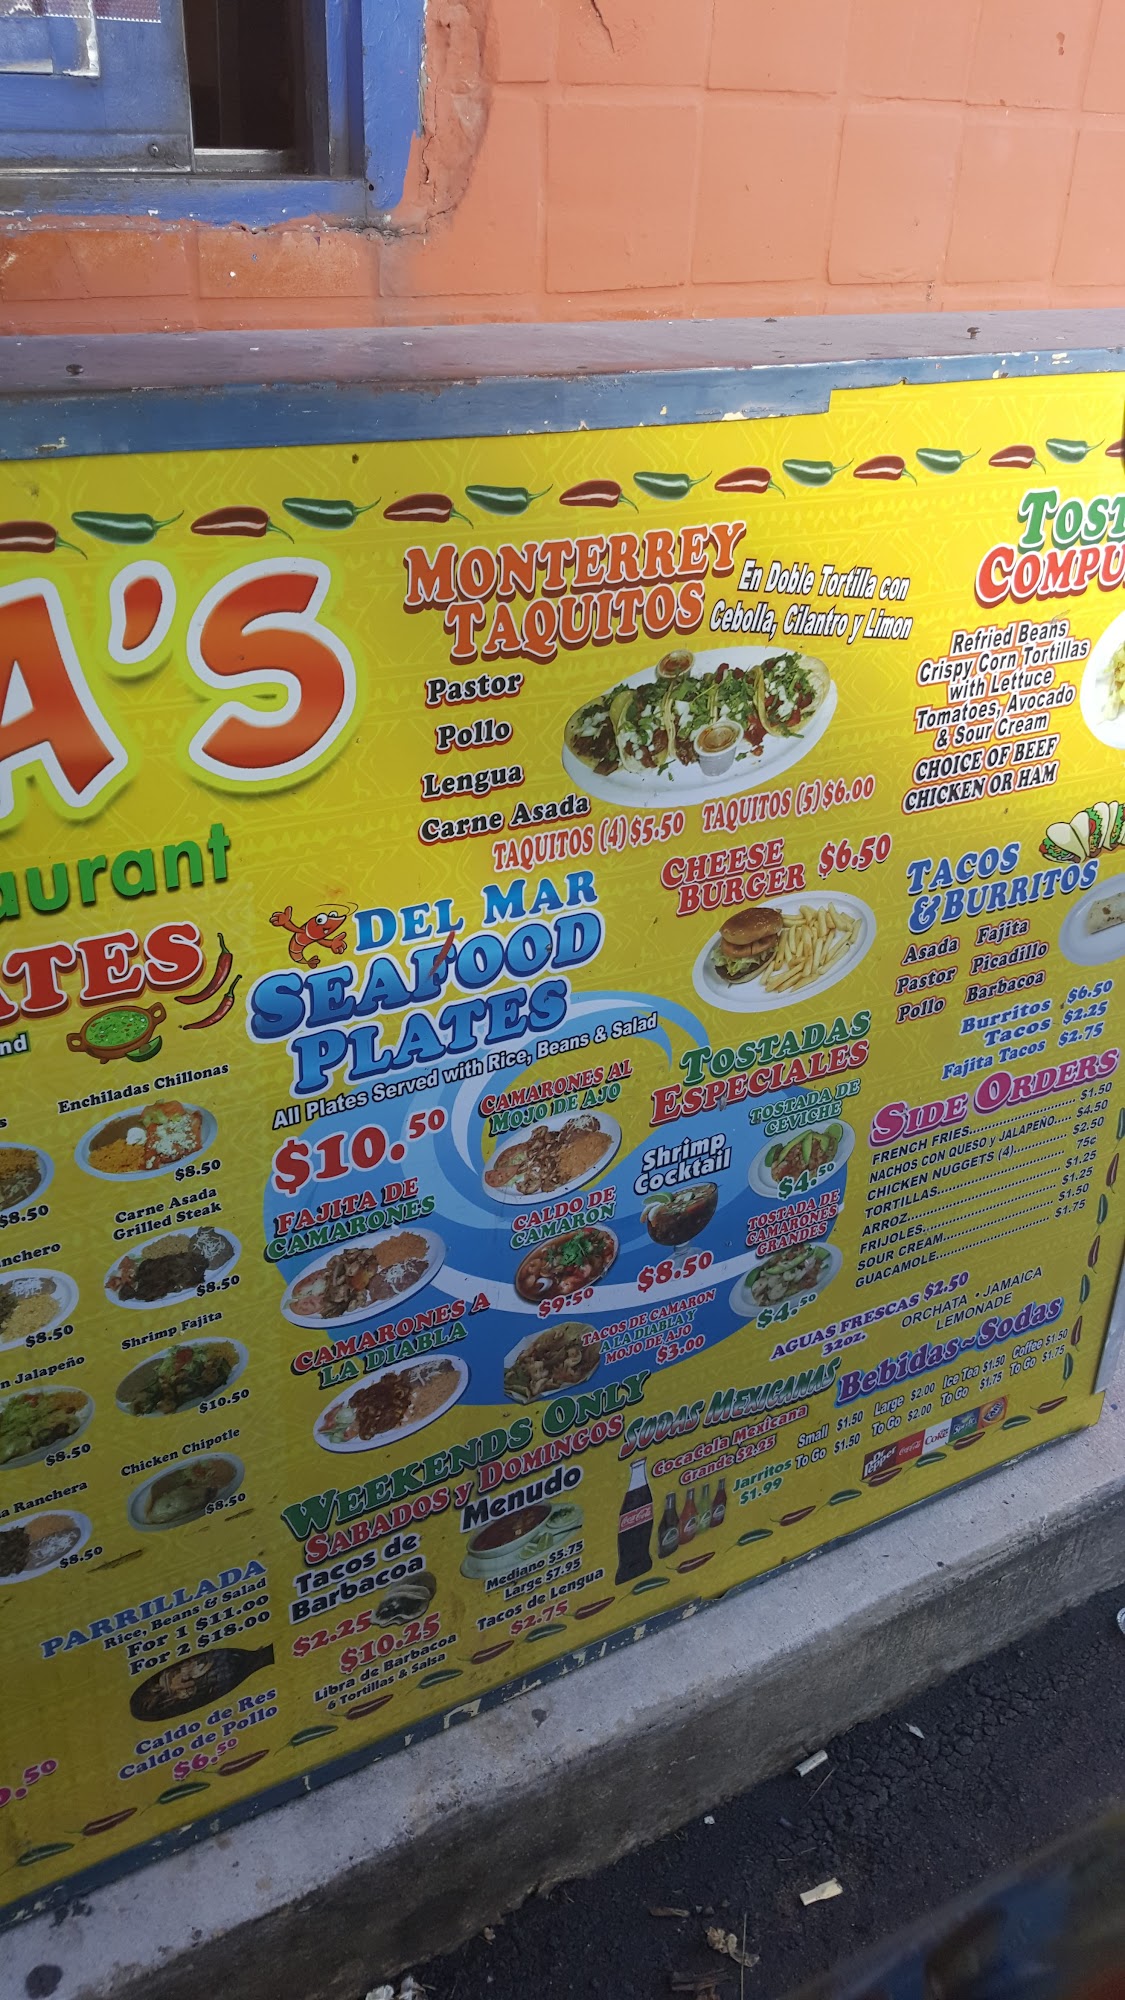 A'S
aurant
ATES
nd
Enchiladas Chillonas
$8.50
$8.50
Carne Asada
Grilled Steak
$8.50
nchero
$8.50
Shrimp Fajita
$10.50
n Jalapeño
$8.50
Chicken Chipotle
$8.50
a Ranchera
$8.50
PARRILLADA
Rice, Beans & Salad
For 1 $11.00
For 2 $18.00
Caldo de Res
Caldo de Pollo
$6.50
.50
MONTERREY
TAQUITOS
En Doble Tortilla con
Cebolla, Cilantro y Limon
Pastor
Pollo
Lengua
Carne Asada
TAQUITOS (4) $5.50 TAQUITOS (5) $6.00
DEL MAR
SEAFOOD
PLATES
All Plates Served with Rice, Beans & Salad
$10.50
CAMARONES AL
MOJO DE AJO
FAJITA DE
CAMARONES
CALDO DE
CAMARON
$9.50
CAMARONES A
LA DIABLA
TACOS DE CAMARON
A LA DIABLA Y
MOJO DE AJO
$3.00
CHEESE
BURGER $6.50
TOSTADAS
ESPECIALES
Shrimp
Cocktail
$8.50
TOSTADA DE
CEVICHE
$4.50
TOSTADA DE
CAMARONES
GRANDES
$4.50
WEEKENDS ONLY
SABADOS y DOMINGOS
Tacos de
Barbacoa
$2.25
$10.25
Libra de Barbacoa
6 Tortillas & Salsa
Menudo
Mediano $5.75
Large $7.95
Tacos de Lengua
$2.75
SODAS MEXICANAS
CocaCola Mexicana
Grande $2.25
Jarritos
$1.99
TOST
COMPU
Refried Beans
Crispy Corn Tortillas
with Lettuce
Tomatoes, Avocado
& Sour Cream
CHOICE OF BEEF
CHICKEN OR HAM
TACOS
& BURRITOS
Asada Fajita
Pastor Picadillo
Pollo Barbacoa
Burritos $6.50
Tacos $2.25
Fajita Tacos $2.75
SIDE ORDERS
FRENCH FRIES $1.50
NACHOS CON QUESO y JALAPEÑO $4.50
CHICKEN NUGGETS (4) $2.50
TORTILLAS 75¢
ARROZ $1.25
FRIJOLES $1.25
SOUR CREAM $1.50
GUACAMOLE $1.75
AGUAS FRESCAS $2.50
32oz.
ORCHATA • JAMAICA
LEMONADE
Bebidas~Sodas
Small $1.50 Large $2.00 Ice Tea $1.50 Coffee $1.50
To Go $1.50 To Go $2.00 To Go $1.75 To Go $1.75
Dr Pepper
Coca-Cola
Coke
Sprite